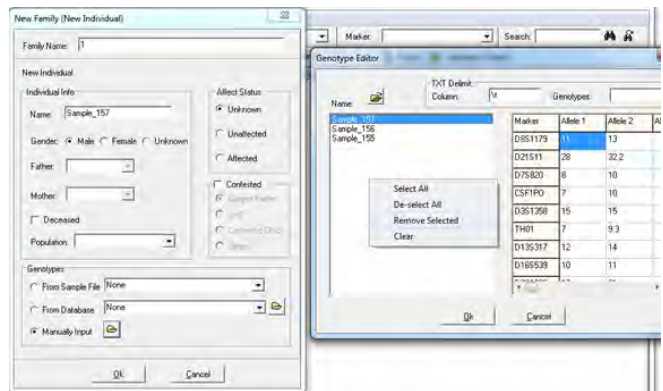 New Family (New Individual)
Family Name: 1
New Individual
Individual Info
Name: Sample_157
Gender: Male Female Unknown
Father:
Mother:
Deceased
Population:
Affect Status
Unknown
Unaffected
Affected
Contested
Genotypes
From Sample File None
From Database None
Manually Input
Ok Cancel
Marker: Search:
Genotype Editor
Name:
TXT Delimit
Column: \t Genotypes:
Sample_157
Sample_156
Sample_155
Select All
De-select All
Remove Selected
Clear
Marker Allele 1 Allele 2
D8S1179 11 13
D21S11 28 32.2
D7S820 8 10
CSF1PO 7 10
D3S1358 15 15
TH01 7 9.3
D13S317 12 14
D16S539 10 11
Ok Cancel